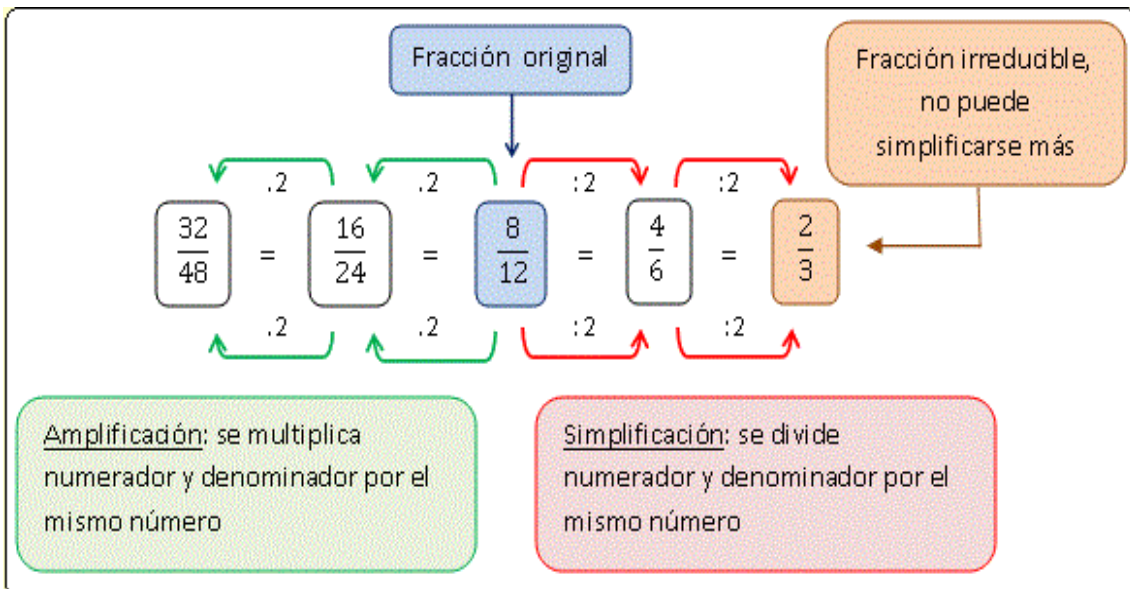 Fracción original
Fracción irreducible,
no puede
simplificarse más
.2 .2 :2 :2
32/48 = 16/24 = 8/12 = 4/6 = 2/3
.2 .2 :2 :2
Amplificación: se multiplica
numerador y denominador por el
mismo número
Simplificación: se divide
numerador y denominador por el
mismo número